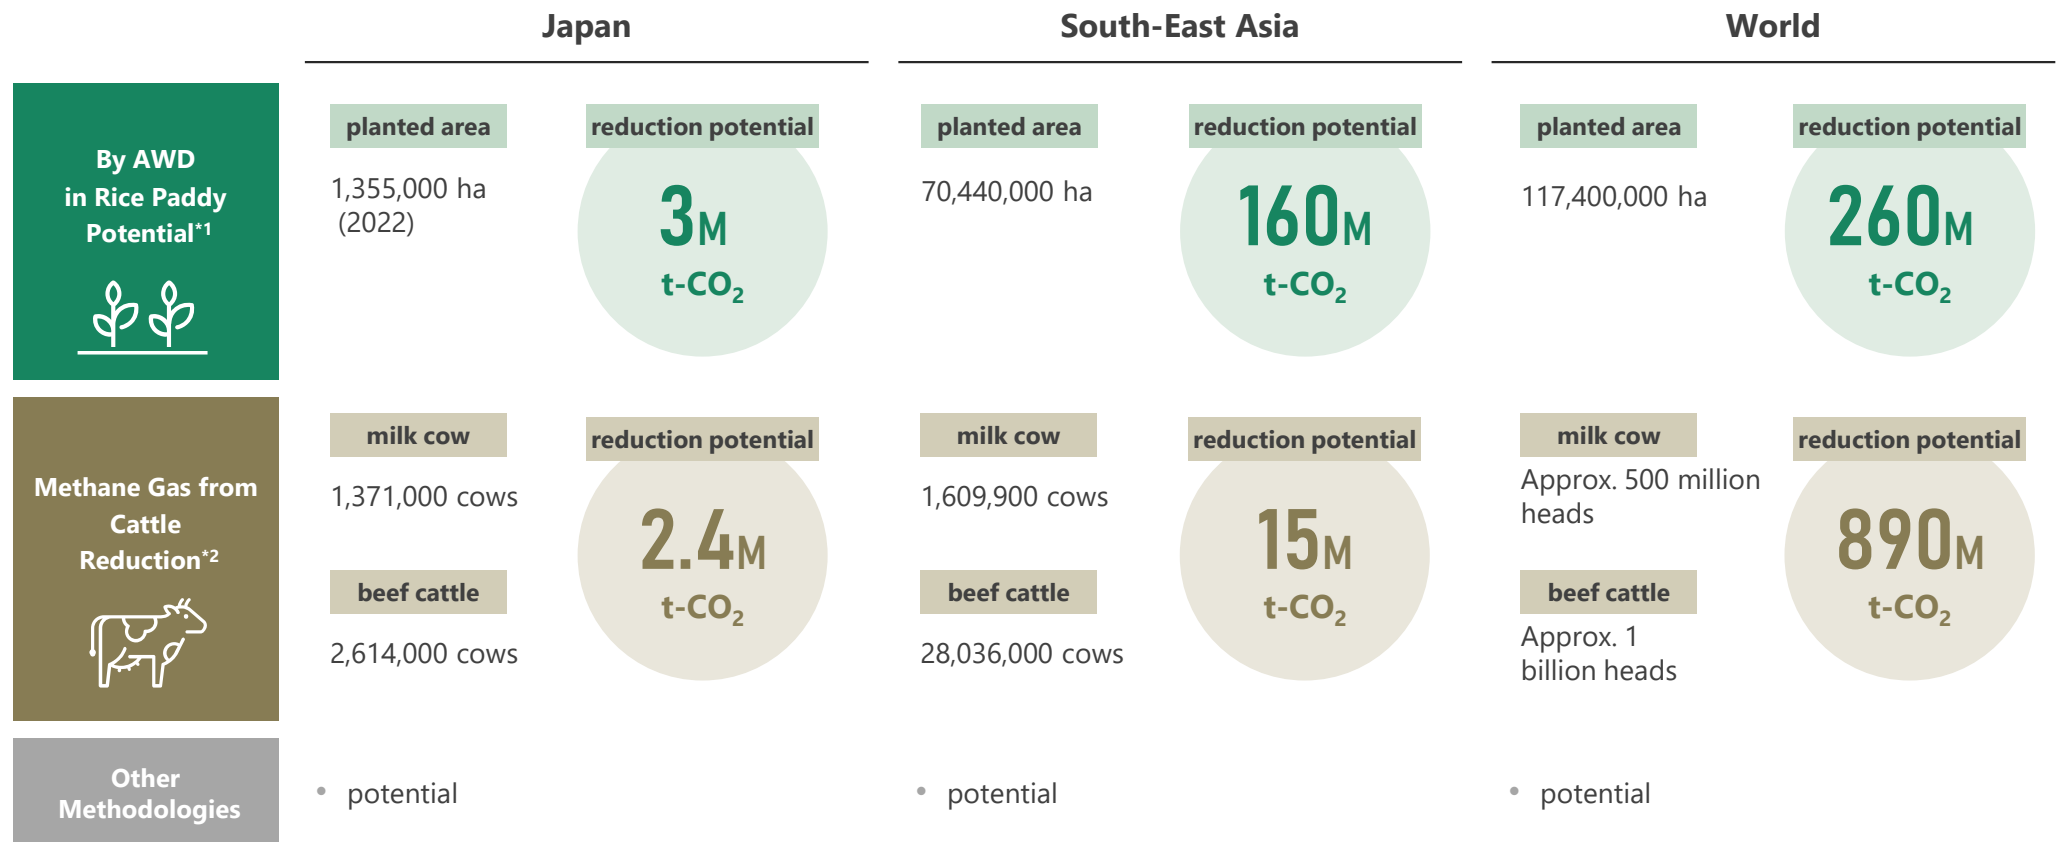 Japan
South-East Asia
World
By AWD
in Rice Paddy
Potential*1
planted area
1,355,000 ha
(2022)
reduction potential
3M
t-CO2
planted area
70,440,000 ha
reduction potential
160M
t-CO2
planted area
117,400,000 ha
reduction potential
260M
t-CO2
Methane Gas from
Cattle
Reduction*2
milk cow
1,371,000 cows
beef cattle
2,614,000 cows
reduction potential
2.4M
t-CO2
milk cow
1,609,900 cows
beef cattle
28,036,000 cows
reduction potential
15M
t-CO2
milk cow
Approx. 500 million
heads
beef cattle
Approx. 1
billion heads
reduction potential
890M
t-CO2
Other
Methodologies
• potential
• potential
• potential